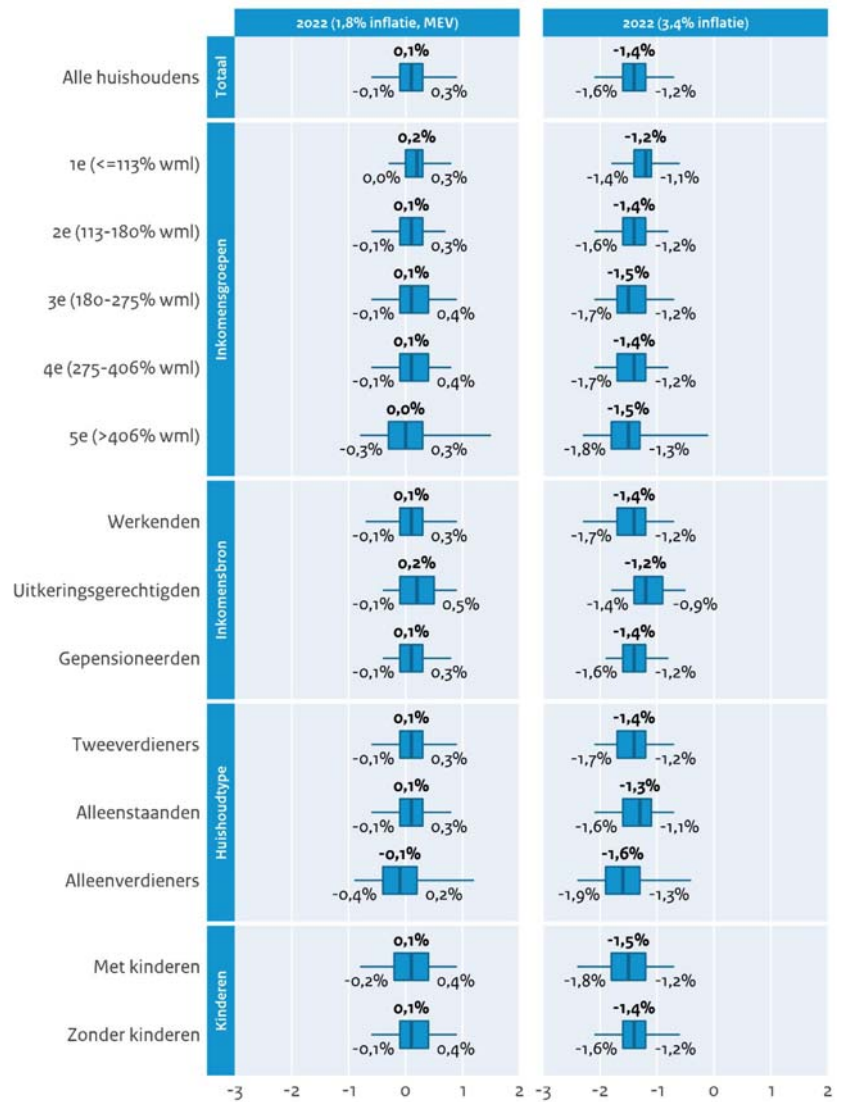 2022 (1,8% inflatie, MEV) 2022 (3,4% inflatie)
Totaal
0,1% -1,4%
Alle huishoudens
-0,1% 0,3% -1,6% -1,2%
Inkomensgroepen
0,2% -1,2%
1e (<=113% wml)
0,0% 0,3% -1,4% -1,1%
0,1% -1,4%
2e (113-180% wml)
-0,1% 0,3% -1,6% -1,2%
0,1% -1,5%
3e (180-275% wml)
-0,1% 0,4% -1,7% -1,2%
0,1% -1,4%
4e (275-406% wml)
-0,1% 0,4% -1,7% -1,2%
0,0% -1,5%
5e (>406% wml)
-0,3% 0,3% -1,8% -1,3%
Inkomensbron
0,1% -1,4%
Werkenden
-0,1% 0,3% -1,7% -1,2%
0,2% -1,2%
Uitkeringsgerechtigden
-0,1% 0,5% -1,4% -0,9%
0,1% -1,4%
Gepensioneerden
-0,1% 0,3% -1,6% -1,2%
Huishoudtype
0,1% -1,4%
Tweeverdieners
-0,1% 0,3% -1,7% -1,2%
0,1% -1,3%
Alleenstaanden
-0,1% 0,3% -1,6% -1,1%
-0,1% -1,6%
Alleenverdieners
-0,4% 0,2% -1,9% -1,3%
Kinderen
0,1% -1,5%
Met kinderen
-0,2% 0,4% -1,8% -1,2%
0,1% -1,4%
Zonder kinderen
-0,1% 0,4% -1,6% -1,2%
-3 -2 -1 0 1 2 -3 -2 -1 0 1 2